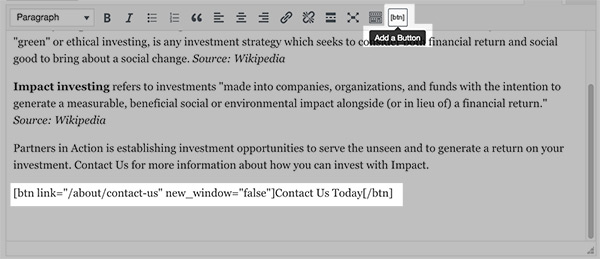 Paragraph B I [btn]
Add a Button
"green" or ethical investing, is any investment strategy which seeks to consider both financial return and social
good to bring about a social change. Source: Wikipedia
Impact investing refers to investments "made into companies, organizations, and funds with the intention to
generate a measurable, beneficial social or environmental impact alongside (or in lieu of) a financial return."
Source: Wikipedia
Partners in Action is establishing investment opportunities to serve the unseen and to generate a return on your
investment. Contact Us for more information about how you can invest with Impact.
[btn link="/about/contact-us" new_window="false"]Contact Us Today[/btn]